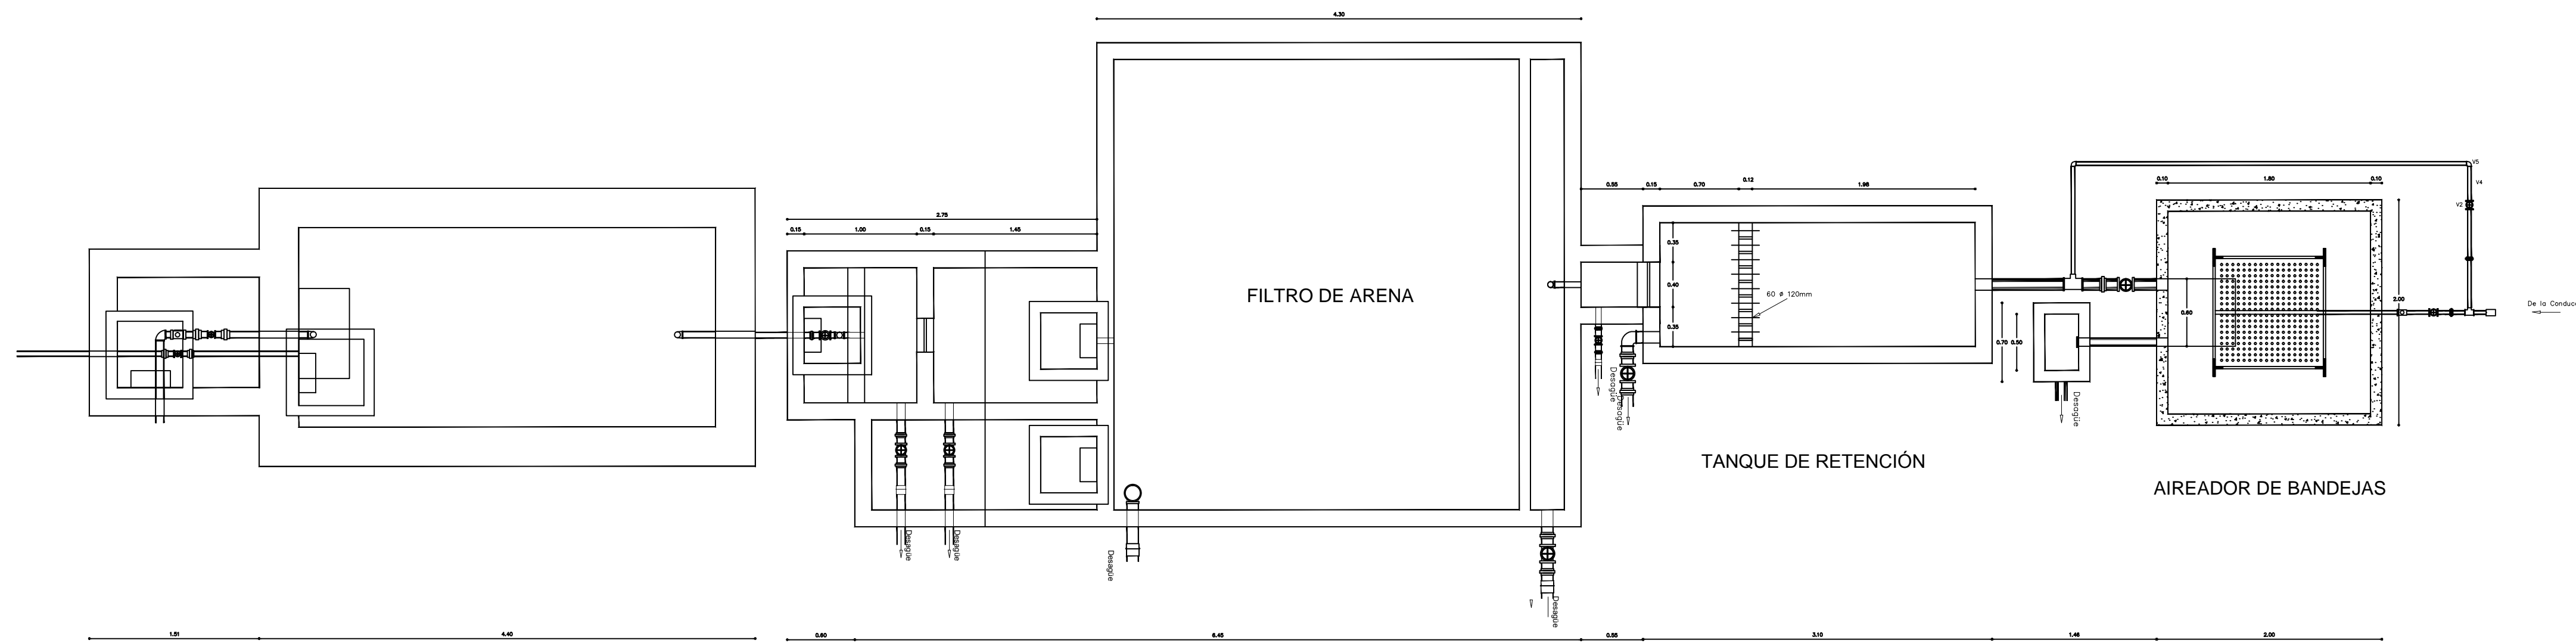 4.30
V5
V4
0.10
1.80
0.10
0.55
0.15
0.70
0.12
1.98
V2
2.75
0.15
1.00
0.15
1.45
0.35
0.40
0.35
FILTRO DE ARENA
60 Ø 120mm
0.60
2.00
De la Conducc
0.70
0.50
Desagüe
Desagüe
Desagüe
TANQUE DE RETENCIÓN
AIREADOR DE BANDEJAS
Desagüe
Desagüe
Desagüe
Desagüe
1.51
4.40
0.60
6.45
0.55
3.10
1.46
2.00